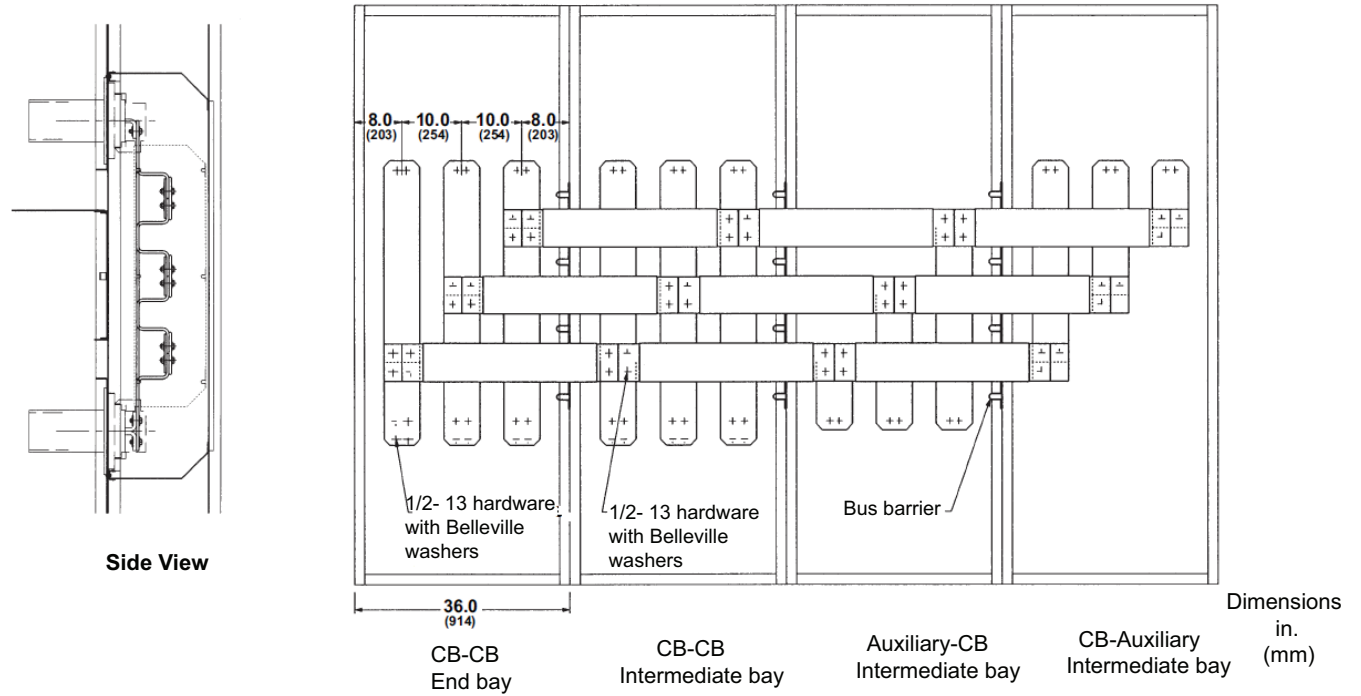 8.0 10.0 10.0 8.0
(203) (254) (254) (203)
1/2- 13 hardware
with Belleville
washers
1/2- 13 hardware
with Belleville
washers
Bus barrier
Side View
36.0
(914)
CB-CB
End bay
CB-CB
Intermediate bay
Auxiliary-CB
Intermediate bay
CB-Auxiliary
Intermediate bay
Dimensions
in.
(mm)